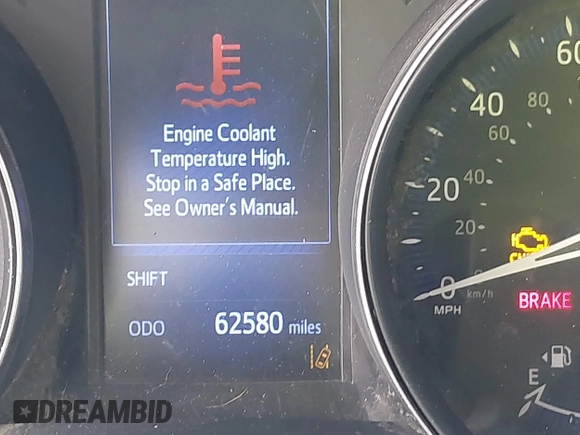 Engine Coolant
Temperature High.
Stop in a Safe Place.
See Owner's Manual.
SHIFT
ODO 62580 miles
60
40
80
60
20
40
20
0
0
km/h
MPH
BRAKE
E
DREAMBID